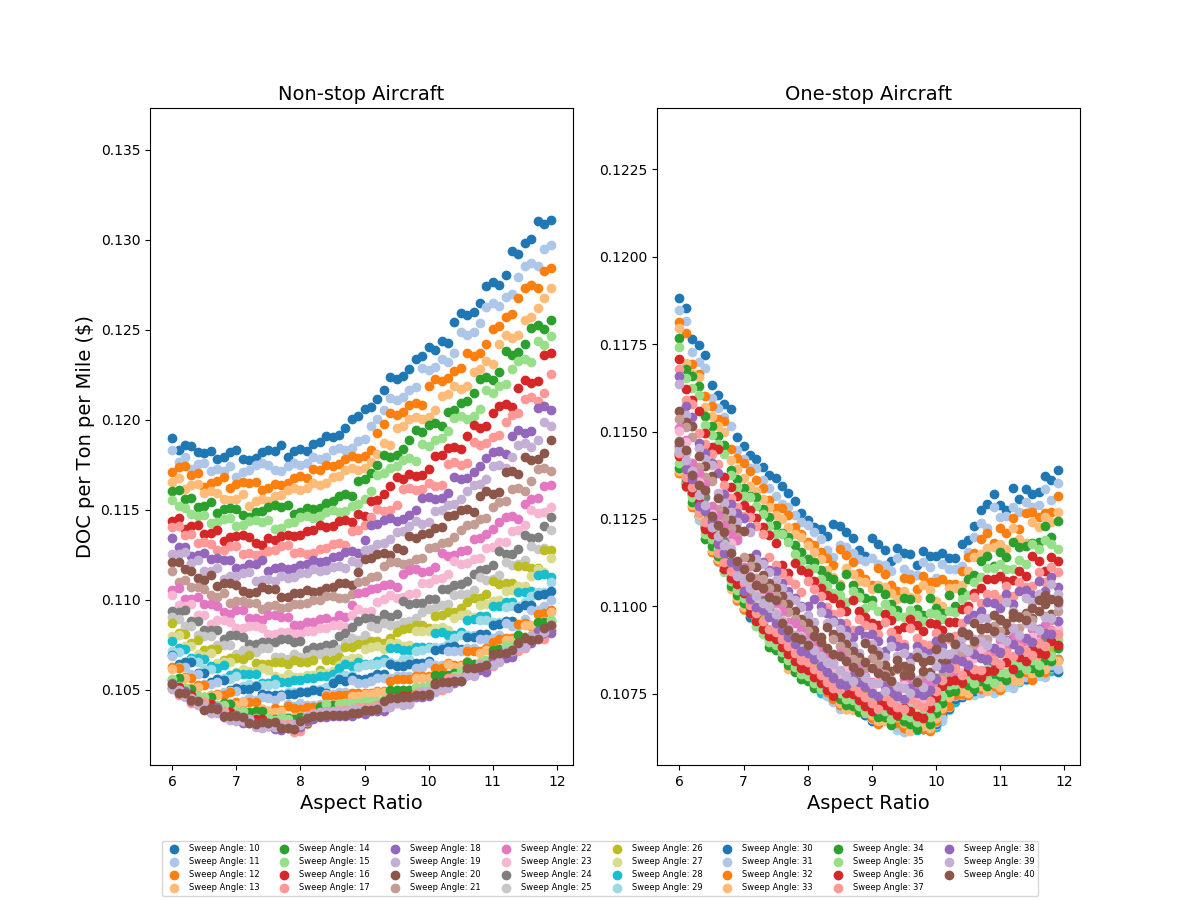 Non-stop Aircraft
One-stop Aircraft
DOC per Ton per Mile ($)
0.135
0.130
0.125
0.120
0.115
0.110
0.105
6 7 8 9 10 11 12
Aspect Ratio
0.1225
0.1200
0.1175
0.1150
0.1125
0.1100
0.1075
6 7 8 9 10 11 12
Aspect Ratio
Sweep Angle: 10
Sweep Angle: 11
Sweep Angle: 12
Sweep Angle: 13
Sweep Angle: 14
Sweep Angle: 15
Sweep Angle: 16
Sweep Angle: 17
Sweep Angle: 18
Sweep Angle: 19
Sweep Angle: 20
Sweep Angle: 21
Sweep Angle: 22
Sweep Angle: 23
Sweep Angle: 24
Sweep Angle: 25
Sweep Angle: 26
Sweep Angle: 27
Sweep Angle: 28
Sweep Angle: 29
Sweep Angle: 30
Sweep Angle: 31
Sweep Angle: 32
Sweep Angle: 33
Sweep Angle: 34
Sweep Angle: 35
Sweep Angle: 36
Sweep Angle: 37
Sweep Angle: 38
Sweep Angle: 39
Sweep Angle: 40